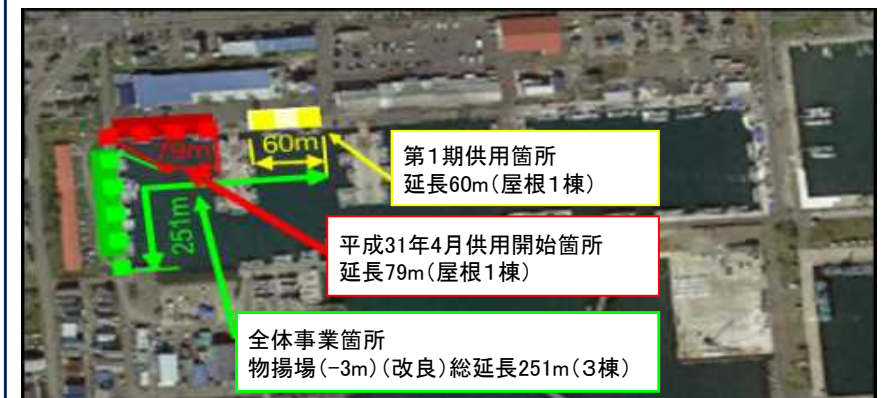 79m
60m
251m
第1期供用箇所
延長60m(屋根1棟)
平成31年4月供用開始箇所
延長79m(屋根1棟)
全体事業箇所
物揚場(-3m)(改良)総延長251m(3棟)